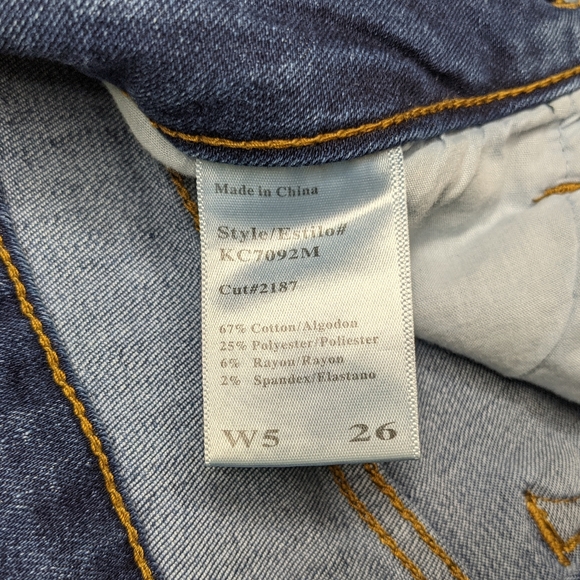 Made in China
Style/Estilo#
KC7092M
Cut#2187
67% Cotton/Algodon
25% Polyester/Poliester
6% Rayon/Rayon
2% Spandex/Elastano
W5 26